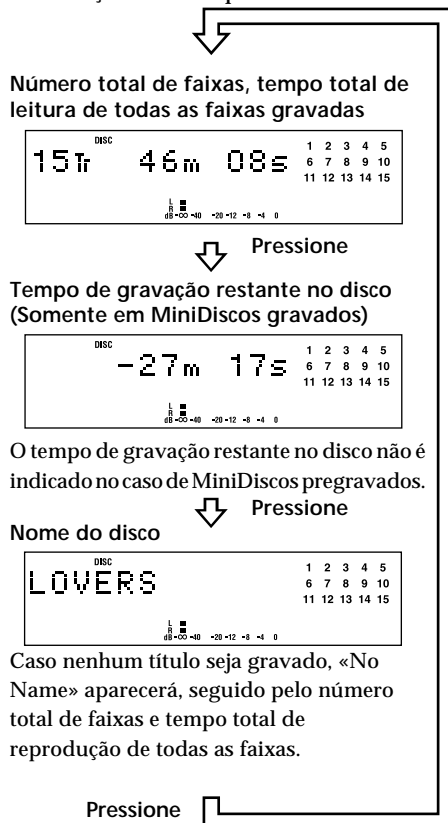 Número total de faixas, tempo total de
leitura de todas as faixas gravadas
DISC
15Tr 46m 08s
1 2 3 4 5
6 7 8 9 10
11 12 13 14 15
L
R
dB -∞ -40 -20 -12 -8 -4 0
Pressione
Tempo de gravação restante no disco
(Somente em MiniDiscos gravados)
DISC
-27m 17s
1 2 3 4 5
6 7 8 9 10
11 12 13 14 15
L
R
dB -∞ -40 -20 -12 -8 -4 0
O tempo de gravação restante no disco não é
indicado no caso de MiniDiscos pregravados.
Pressione
Nome do disco
DISC
LOVERS
1 2 3 4 5
6 7 8 9 10
11 12 13 14 15
L
R
dB -∞ -40 -20 -12 -8 -4 0
Caso nenhum título seja gravado, «No
Name» aparecerá, seguido pelo número
total de faixas e tempo total de
reprodução de todas as faixas.
Pressione